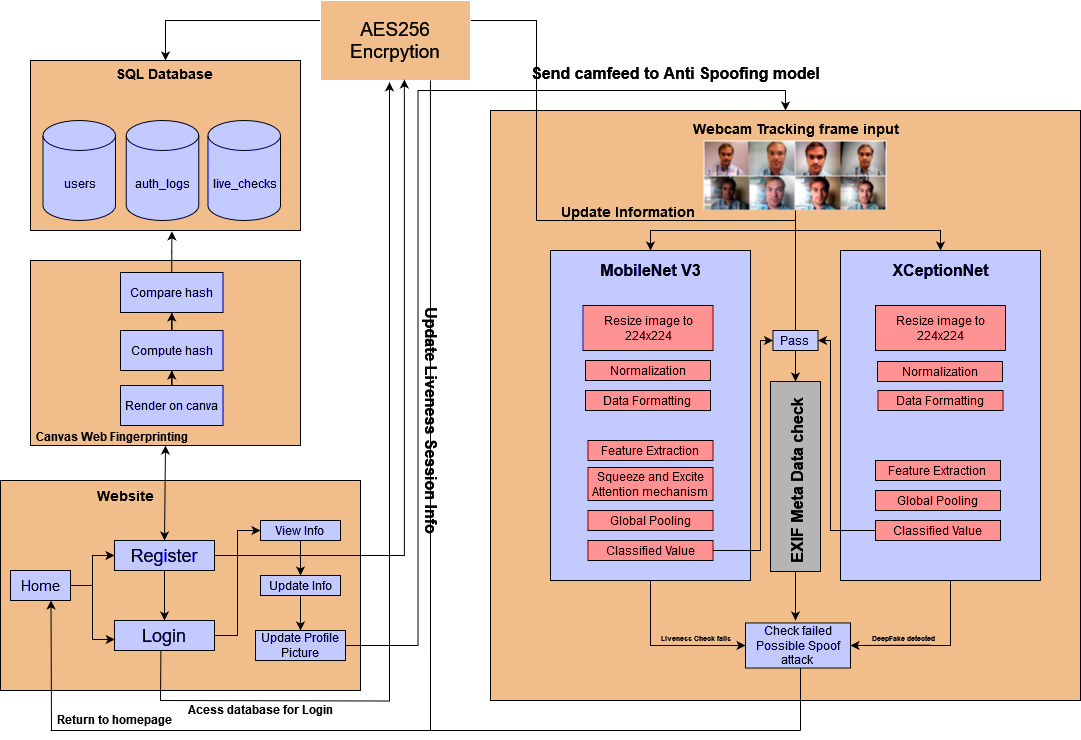 AES256
Encrpytion
SQL Database
users
auth_logs
live_checks
Compare hash
Compute hash
Render on canva
Canvas Web Fingerprinting
Website
Home
Register
Login
View Info
Update Info
Update Profile
Picture
Acess database for Login
Return to homepage
Update Liveness Session Info
Send camfeed to Anti Spoofing model
Webcam Tracking frame input
Update Information
MobileNet V3
Resize image to
224x224
Normalization
Data Formatting
Feature Extraction
Squeeze and Excite
Attention mechanism
Global Pooling
Classified Value
Pass
EXIF Meta Data check
XCeptionNet
Resize image to
224x224
Normalization
Data Formatting
Feature Extraction
Global Pooling
Classified Value
Liveness Check fails
DeepFake detected
Check failed
Possible Spoof
attack